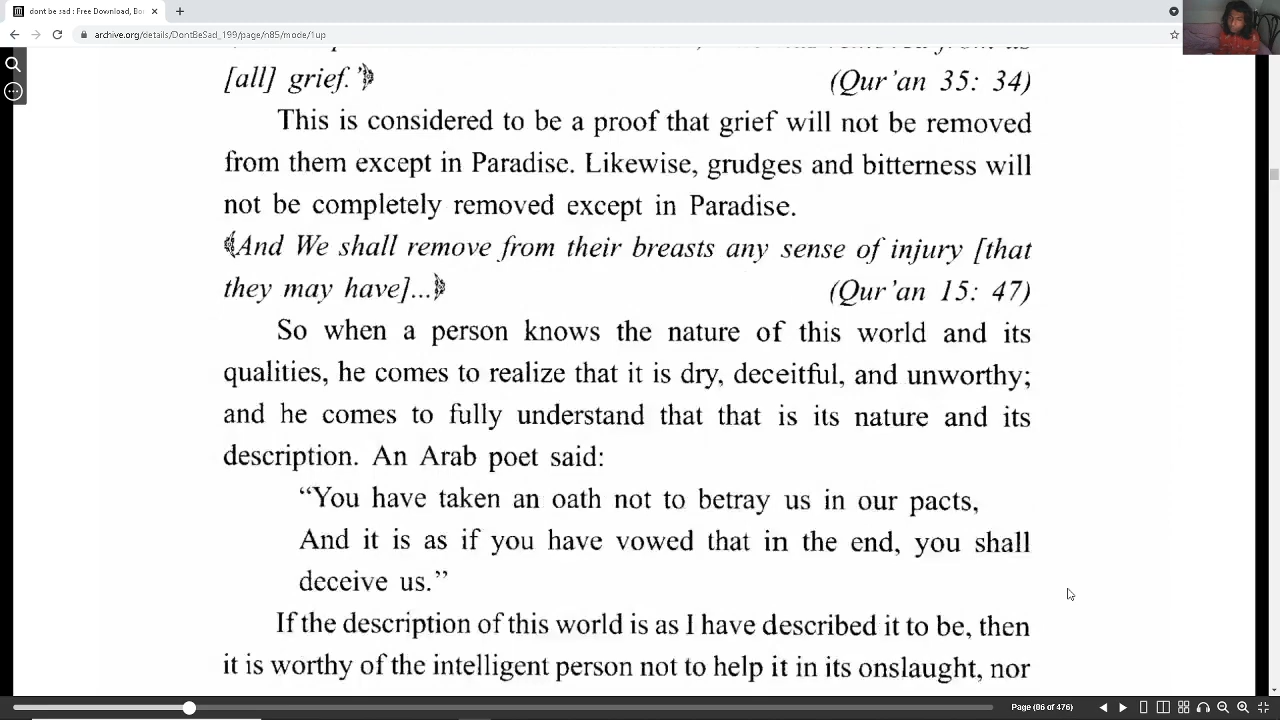 dont be sad : Free Download, Bo
archive.org/details/DontBeSad_199/page/n85/mode/1up
[all] grief.'﴾ (Qur'an 35: 34)
This is considered to be a proof that grief will not be removed
from them except in Paradise. Likewise, grudges and bitterness will
not be completely removed except in Paradise.
﴿And We shall remove from their breasts any sense of injury [that
they may have]...﴾ (Qur'an 15: 47)
So when a person knows the nature of this world and its
qualities, he comes to realize that it is dry, deceitful, and unworthy;
and he comes to fully understand that that is its nature and its
description. An Arab poet said:
“You have taken an oath not to betray us in our pacts,
And it is as if you have vowed that in the end, you shall
deceive us.”
If the description of this world is as I have described it to be, then
it is worthy of the intelligent person not to help it in its onslaught, nor
Page (86 of 476)